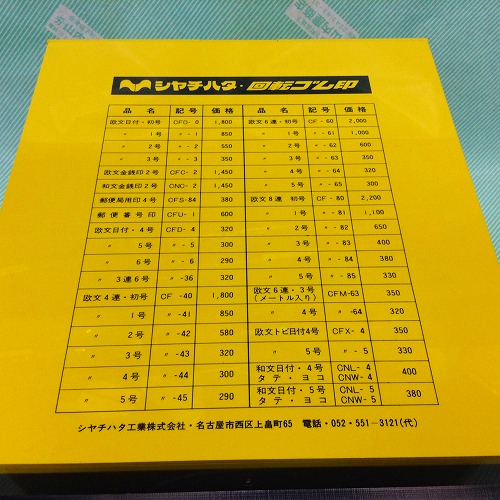 シヤチハタ・回転ゴム印
品名 記号 価格 品名 記号 価格
欧文日付・初号 CFD- 0 1,800 欧文6連・初号 CF - 60 2,000
〃 1号 〃 - 1 850 〃 1号 〃 - 61 1,000
〃 2号 〃 - 2 550 〃 2号 〃 - 62 600
〃 3号 〃 - 3 350 〃 3号 〃 - 63 350
欧文金銭印2号 CFC- 2 1,450 〃 4号 〃 - 64 320
和文金銭印2号 CNC- 2 1,450 〃 5号 〃 - 65 300
郵便局用印4号 CFS-84 380 欧文8連 初号 CF - 80 2,200
郵便番号印 CFU- 1 600 〃 1号 〃 - 81 1,100
欧文日付・4号 CFD- 4 320 〃 2号 〃 - 82 650
〃 5号 〃 - 5 300 〃 3号 〃 - 83 400
〃 6号 〃 - 6 290 〃 4号 〃 - 84 380
〃 3連6号 〃 -36 320 〃 5号 〃 - 85 330
欧文4連・初号 CF -40 1,800 欧文6連・3号(メートル入り) CFM-63 350
〃 1号 〃 -41 850 〃 4号 〃 -64 320
〃 2号 〃 -42 580 欧文トビ日付4号 CFX- 4 350
〃 3号 〃 -43 320 〃 5号 〃 - 5 330
〃 4号 〃 -44 300 和文日付・4号 タテ・ヨコ CNL- 4 CNW- 4 400
〃 5号 〃 -45 290 和文日付・5号 タテ・ヨコ CNL- 5 CNW- 5 380
シヤチハタ工業株式会社・名古屋市西区上畠町65 電話・052・551-3121(代)